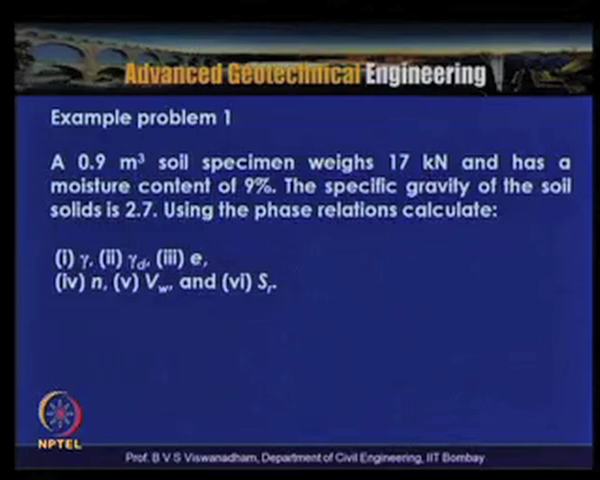 Advanced Geotechnical Engineering
Example problem 1
A 0.9 m³ soil specimen weighs 17 kN and has a
moisture content of 9%. The specific gravity of the soil
solids is 2.7. Using the phase relations calculate:
(i) γ, (ii) γd, (iii) e,
(iv) n, (v) Vw, and (vi) Sr.
NPTEL
Prof. B V S Viswanadham, Department of Civil Engineering, IIT Bombay